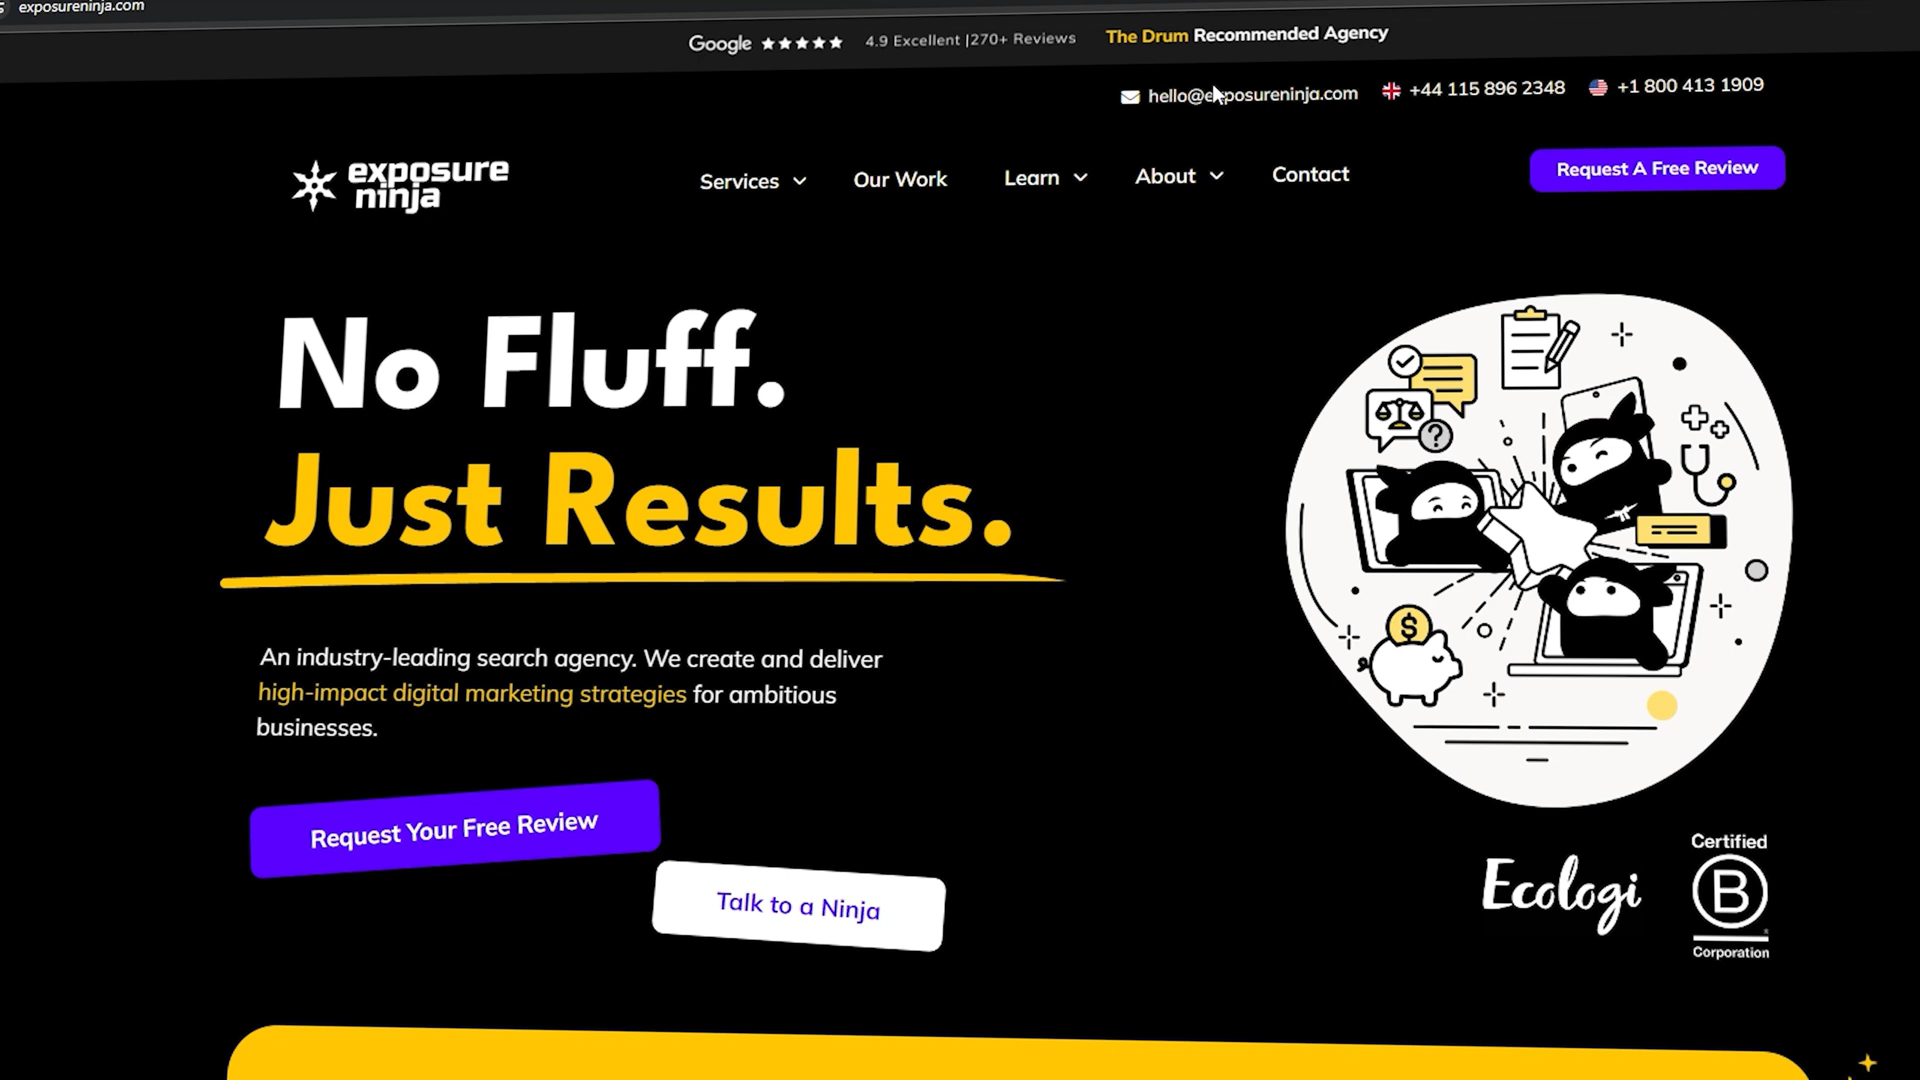 exposureninja.com
Google ★★★★★ 4.9 Excellent |270+ Reviews The Drum Recommended Agency
hello@exposureninja.com +44 115 896 2348 +1 800 413 1909
exposure
ninja
Services Our Work Learn About Contact Request A Free Review
No Fluff.
Just Results.
An industry-leading search agency. We create and deliver
high-impact digital marketing strategies for ambitious
businesses.
Request Your Free Review
Talk to a Ninja
?
$
Ecologi
Certified
B
Corporation